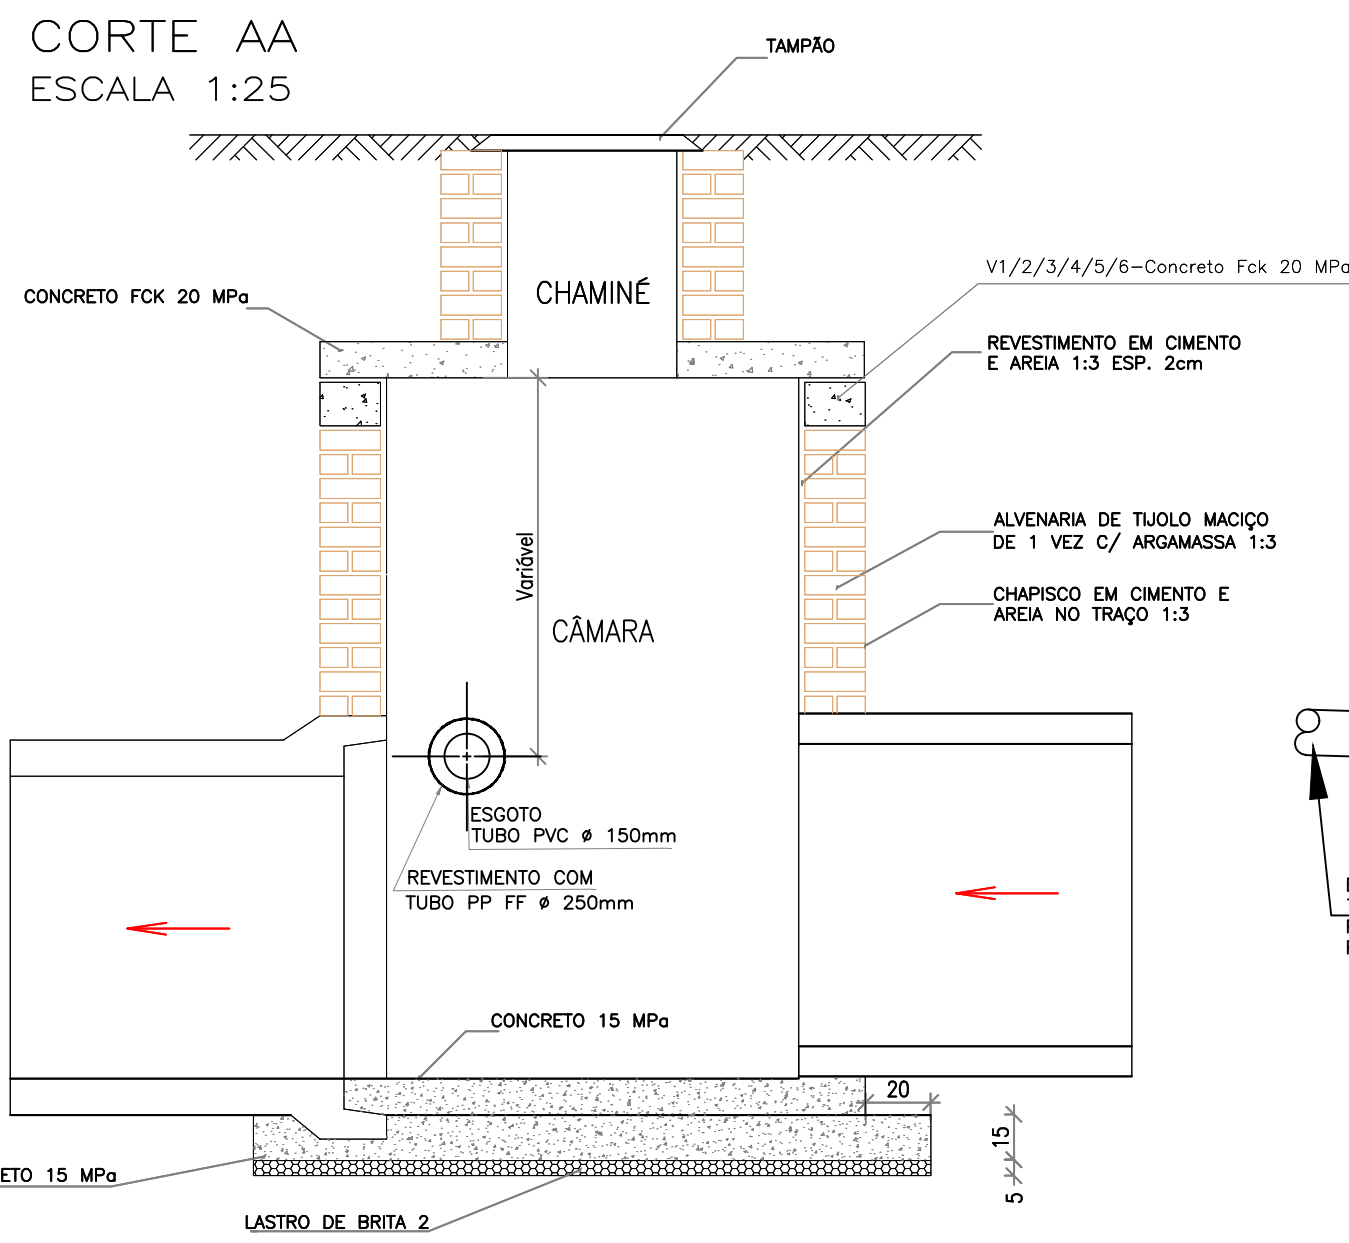 CORTE AA
ESCALA 1:25
TAMPÃO
V1/2/3/4/5/6-Concreto Fck 20 MPa
CONCRETO FCK 20 MPa
CHAMINÉ
REVESTIMENTO EM CIMENTO
E AREIA 1:3 ESP. 2cm
ALVENARIA DE TIJOLO MACIÇO
DE 1 VEZ C/ ARGAMASSA 1:3
Variável
CHAPISCO EM CIMENTO E
AREIA NO TRAÇO 1:3
CÂMARA
ESGOTO
TUBO PVC ø 150mm
REVESTIMENTO COM
TUBO PP FF ø 250mm
CONCRETO 15 MPa
20
15
5
ETO 15 MPa
LASTRO DE BRITA 2